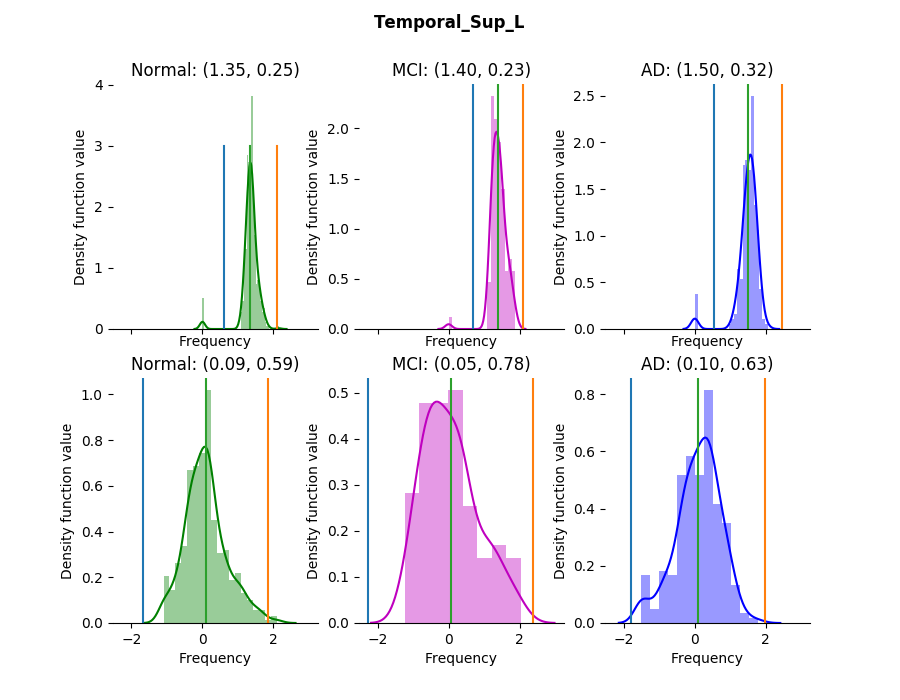 Temporal_Sup_L
Normal: (1.35, 0.25)
MCI: (1.40, 0.23)
AD: (1.50, 0.32)
Density function value
4
3
2
1
0
Frequency
Density function value
2.0
1.5
1.0
0.5
0.0
Frequency
Density function value
2.5
2.0
1.5
1.0
0.5
0.0
Frequency
Normal: (0.09, 0.59)
MCI: (0.05, 0.78)
AD: (0.10, 0.63)
Density function value
1.0
0.8
0.6
0.4
0.2
0.0
−2 0 2
Frequency
Density function value
0.5
0.4
0.3
0.2
0.1
0.0
−2 0 2
Frequency
Density function value
0.8
0.6
0.4
0.2
0.0
−2 0 2
Frequency